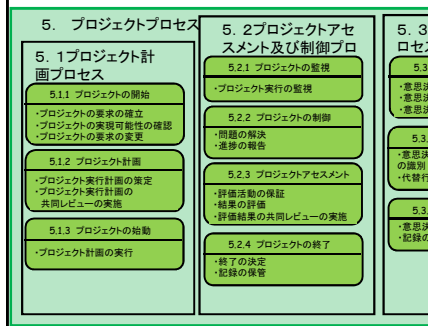 5. プロジェクトプロセス
5. 1プロジェクト計
画プロセス
5.1.1 プロジェクトの開始
・プロジェクトの要求の確立
・プロジェクトの実現可能性の確認
・プロジェクトの要求の変更
5.1.2 プロジェクト計画
・プロジェクト実行計画の策定
・プロジェクト実行計画の
共同レビューの実施
5.1.3 プロジェクトの始動
・プロジェクト計画の実行
5. 2プロジェクトアセ
スメント及び制御プロ
5.2.1 プロジェクトの監視
・プロジェクト実行の監視
5.2.2 プロジェクトの制御
・問題の解決
・進捗の報告
5.2.3 プロジェクトアセスメント
・評価活動の保証
・結果の評価
・評価結果の共同レビューの実施
5.2.4 プロジェクトの終了
・終了の決定
・記録の保管
5. 3
ロセス
5.3
・意思決
・意思決
・意思決
5.3.
・意思決
の識別
・代替行
5.3.
・意思決
・記録の